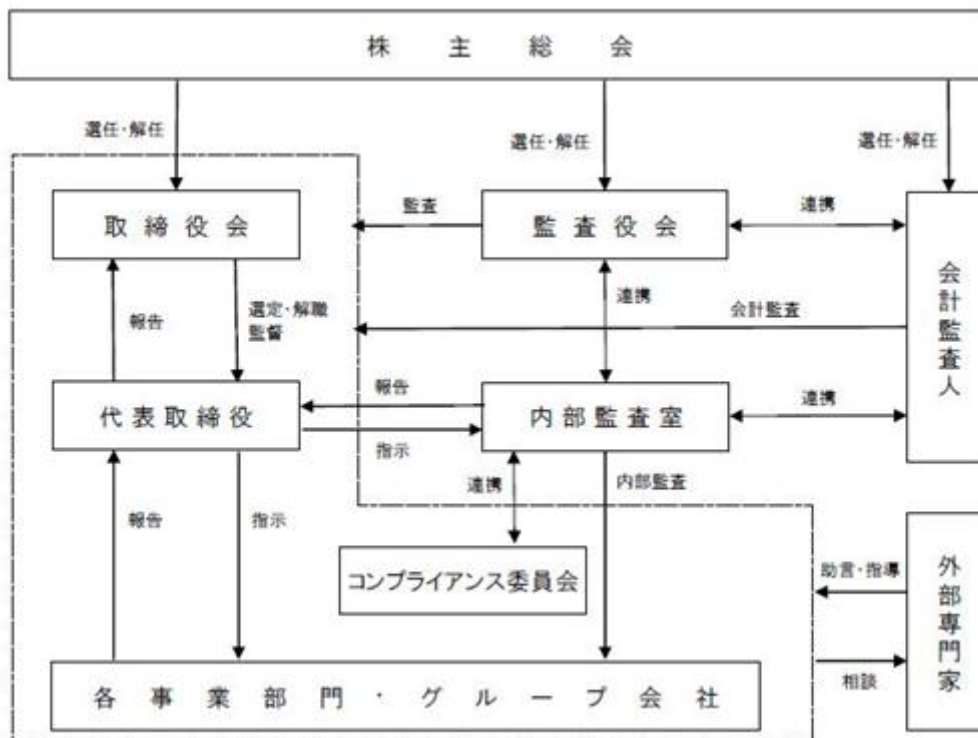 株主総会
選任・解任
選任・解任
選任・解任
取締役会
監査
監査役会
連携
会計監査人
報告
選定・解職
監督
連携
会計監査
代表取締役
報告
指示
内部監査室
連携
報告
指示
連携
内部監査
コンプライアンス委員会
助言・指導
外部専門家
相談
各事業部門・グループ会社